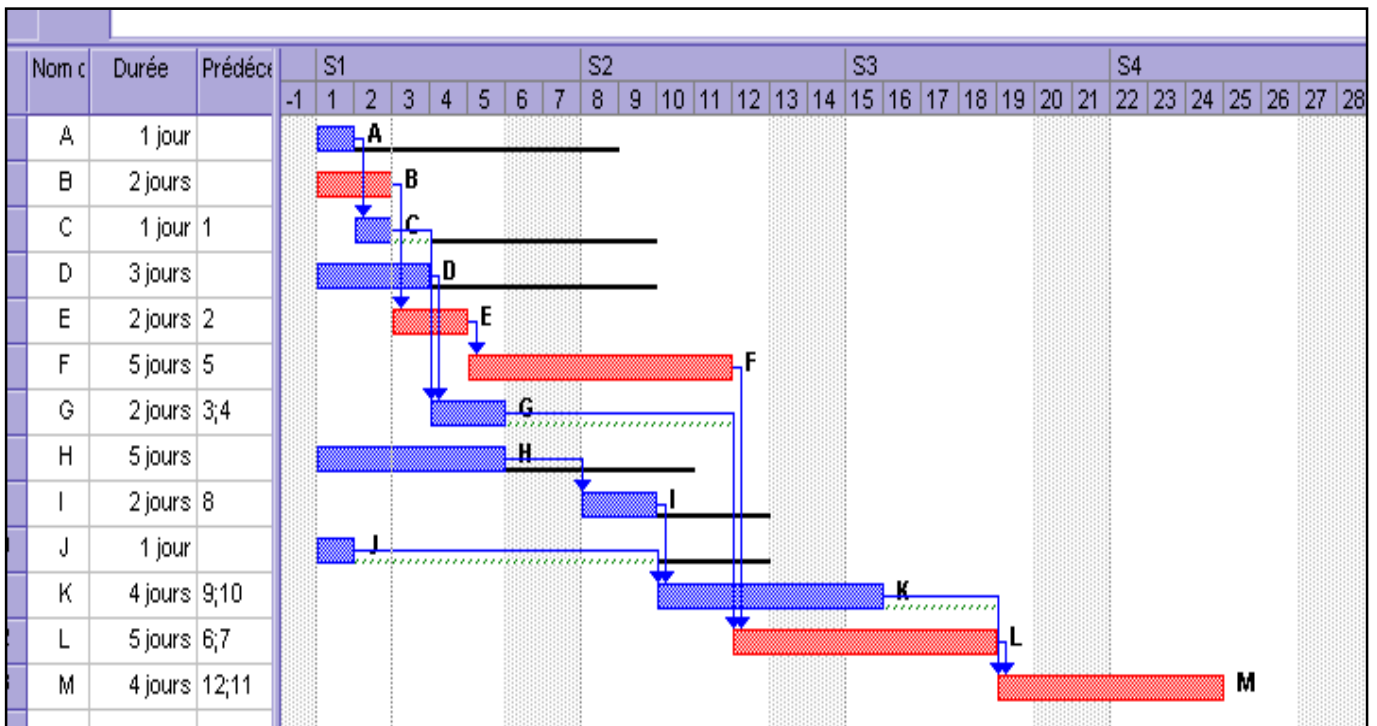 S1 S2 S3 S4
Nom d Durée Prédéce
-1 1 2 3 4 5 6 7 8 9 10 11 12 13 14 15 16 17 18 19 20 21 22 23 24 25 26 27 28
A 1 jour A
B 2 jours B
C 1 jour 1 C
D 3 jours D
E 2 jours 2 E
F 5 jours 5 F
G 2 jours 3;4 G
H 5 jours H
I 2 jours 8 I
J 1 jour J
K 4 jours 9;10 K
L 5 jours 6;7 L
M 4 jours 12;11 M